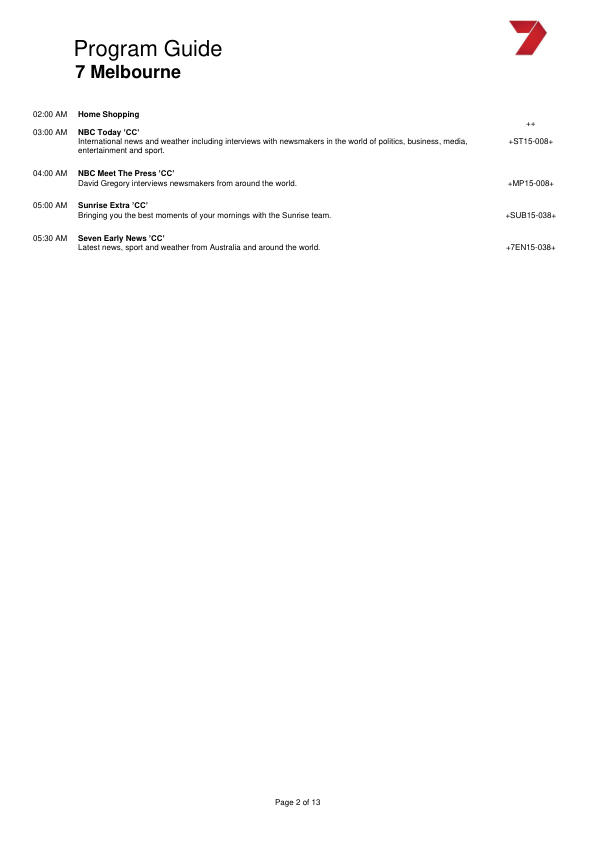 Program Guide
7 Melbourne
02:00 AM Home Shopping
++
03:00 AM NBC Today 'CC'
International news and weather including interviews with newsmakers in the world of politics, business, media, +ST15-008+
entertainment and sport.
04:00 AM NBC Meet The Press 'CC'
David Gregory interviews newsmakers from around the world. +MP15-008+
05:00 AM Sunrise Extra 'CC'
Bringing you the best moments of your mornings with the Sunrise team. +SUB15-038+
05:30 AM Seven Early News 'CC'
Latest news, sport and weather from Australia and around the world. +7EN15-038+
Page 2 of 13